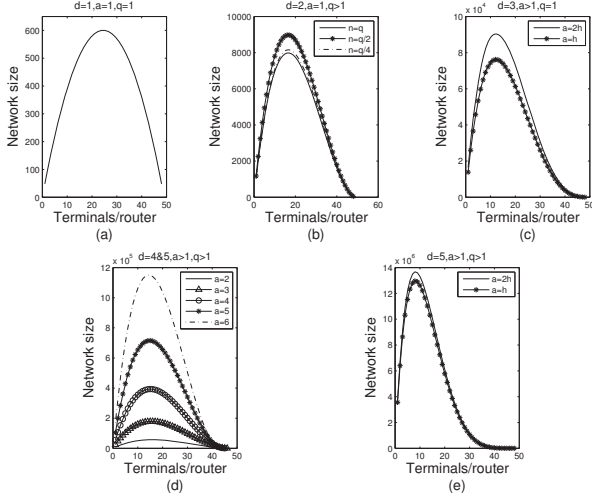 d=1,a=1,q=1
Network size
700
600
500
400
300
200
100
0
0 10 20 30 40 50
Terminals/router
(a)
d=2,a=1,q>1
Network size
10000
8000
6000
4000
2000
0
0 20 40 60
n=q
n=q/2
n=q/4
Terminals/router
(b)
d=3,a>1,q=1
x 10^4
Network size
10
8
6
4
2
0
0 10 20 30 40 50
a=2h
a=h
Terminals/router
(c)
d=4&5,a>1,q>1
x 10^5
Network size
12
10
8
6
4
2
0
0 10 20 30 40 50
a=2
a=3
a=4
a=5
a=6
Terminals/router
(d)
d=5,a>1,q>1
x 10^6
Network size
14
12
10
8
6
4
2
0
0 10 20 30 40 50
a=2h
a=h
Terminals/router
(e)